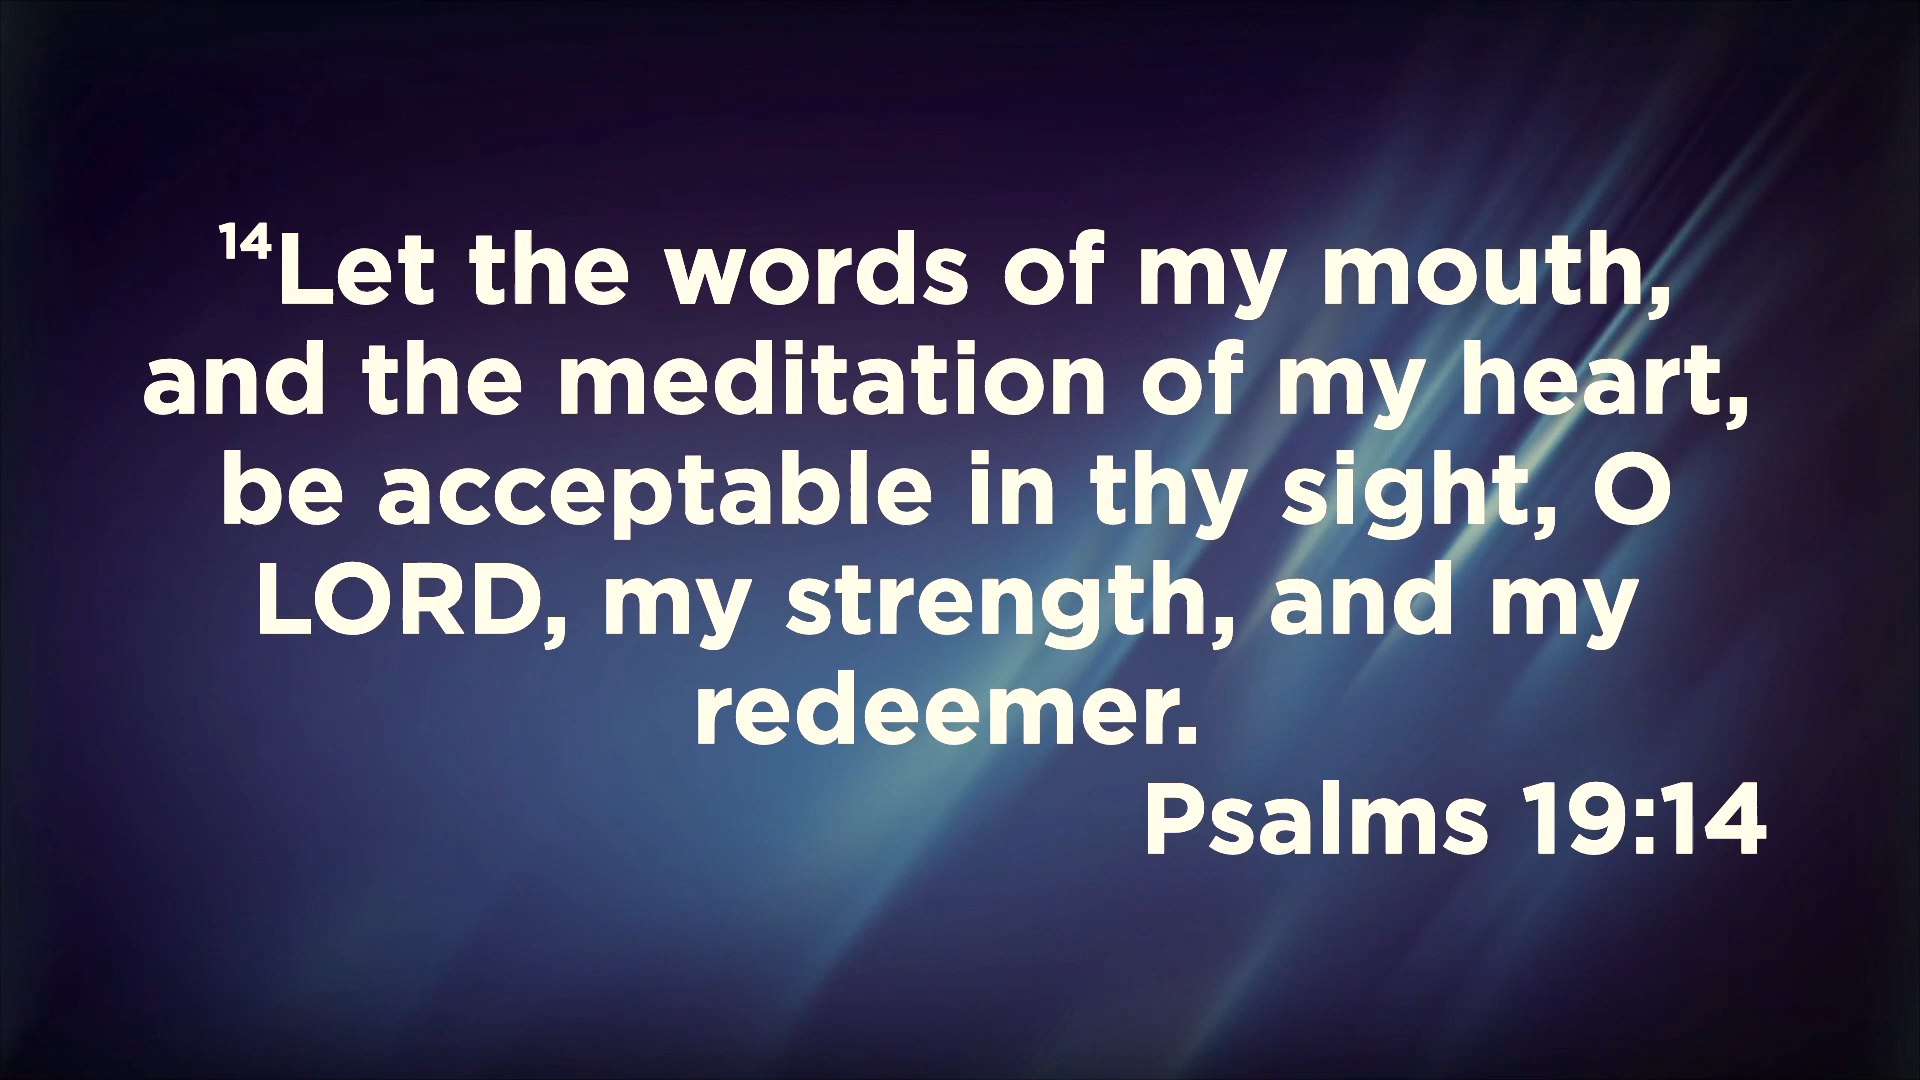 ¹⁴Let the words of my mouth,
and the meditation of my heart,
be acceptable in thy sight, O
LORD, my strength, and my
redeemer.
Psalms 19:14